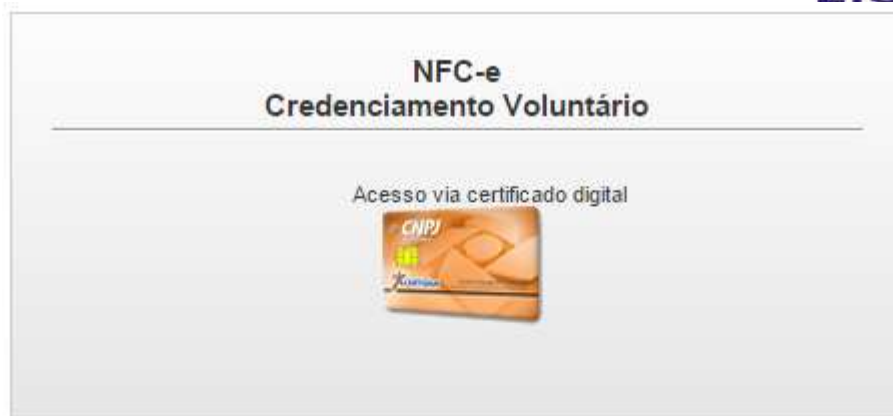 NFC-e
Credenciamento Voluntário
Acesso via certificado digital
CNPJ